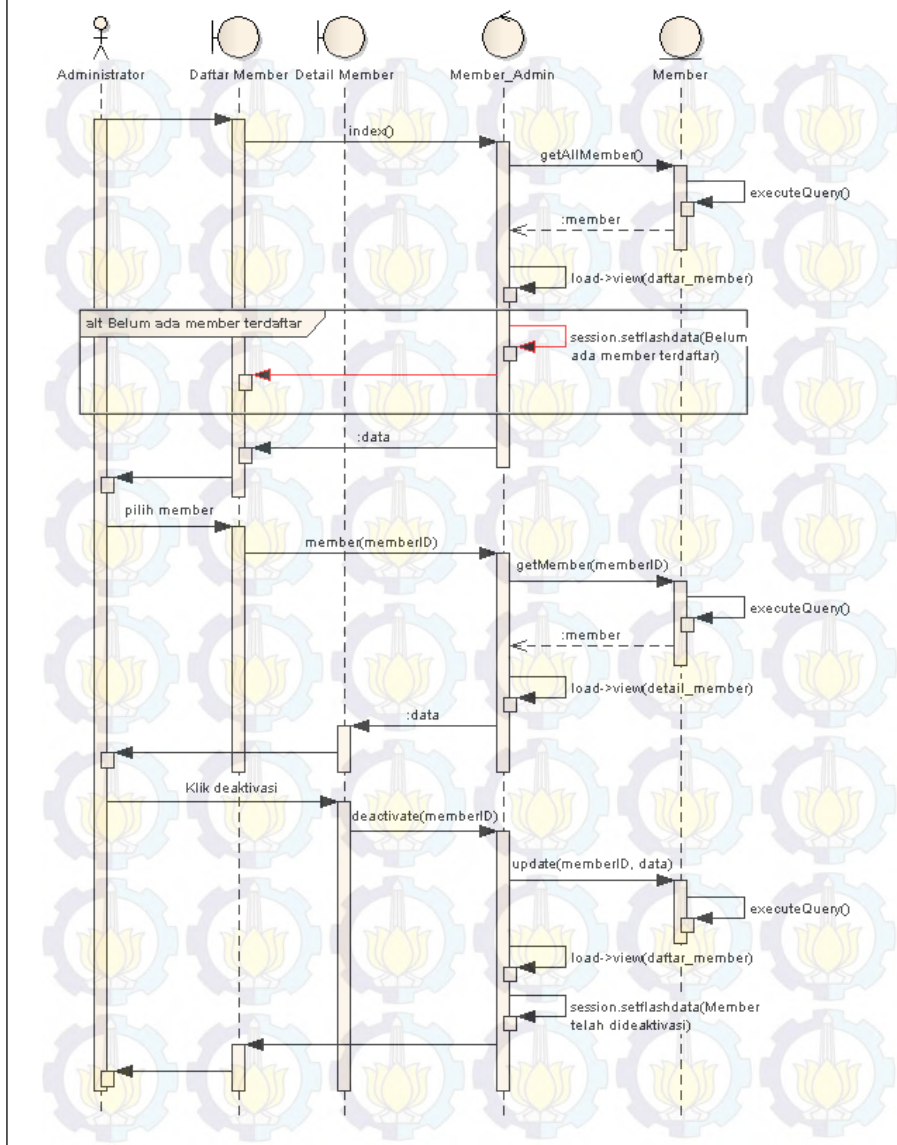 Administrator
Daftar Member
Detail Member
Member_Admin
Member
index()
getAllMember()
executeQuery()
:member
load->view(daftar_member)
alt Belum ada member terdaftar
session.setflashdata(Belum
ada member terdaftar)
:data
pilih member
member(memberID)
getMember(memberID)
executeQuery()
:member
load->view(detail_member)
:data
Klik deaktivasi
deactivate(memberID)
update(memberID, data)
executeQuery()
load->view(daftar_member)
session.setflashdata(Member
telah dideaktivasi)